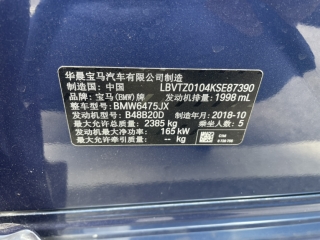 华晨宝马汽车有限公司制造
制造国：中国 LBVTZ0104KSE87390
品牌：宝马(BMW)牌 发动机排量：1998 mL
整车型号：BMW6475JX
发动机型号：B48B20D 制造年月：2018-10
最大允许总质量：2385 kg 乘坐人数：5
发动机最大净功率：165 kW
最大允许牵引质量：-- kg